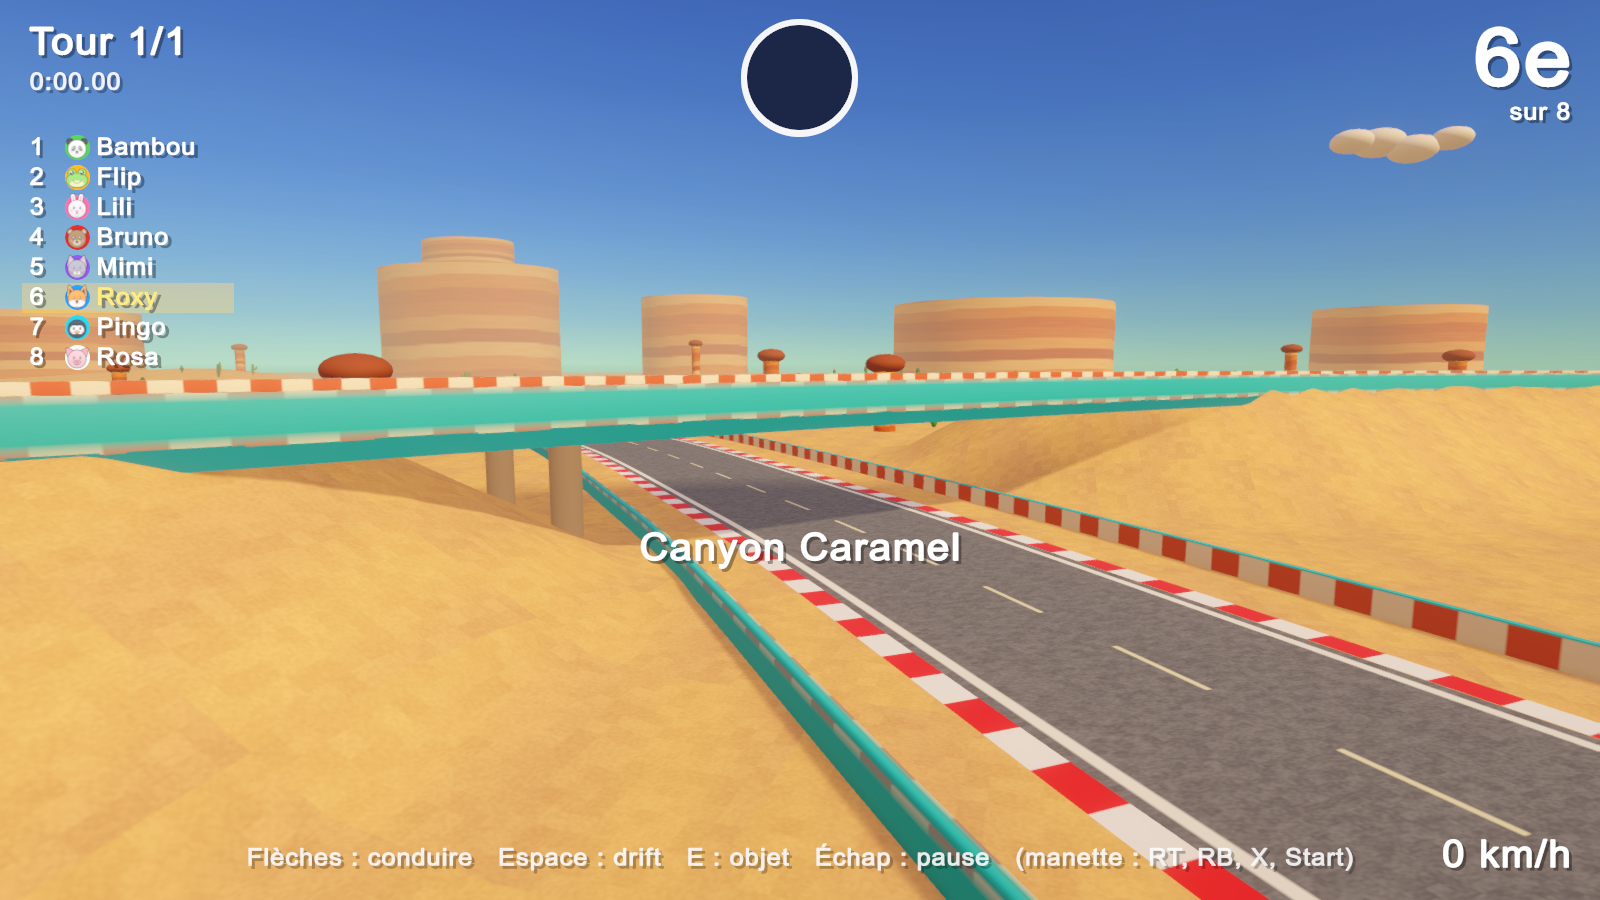 Tour 1/1
0:00.00
6e
sur 8
1 Bambou
2 Flip
3 Lili
4 Bruno
5 Mimi
6 Roxy
7 Pingo
8 Rosa
Canyon Caramel
Flèches : conduire Espace : drift E : objet Échap : pause (manette : RT, RB, X, Start)
0 km/h